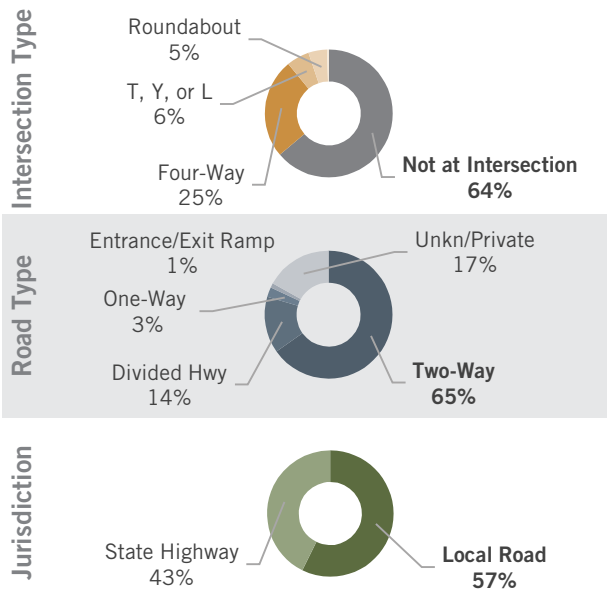 Intersection Type
Roundabout
5%
T, Y, or L
6%
Four-Way
25%
Not at Intersection
64%
Road Type
Entrance/Exit Ramp
1%
Unkn/Private
17%
One-Way
3%
Divided Hwy
14%
Two-Way
65%
Jurisdiction
State Highway
43%
Local Road
57%